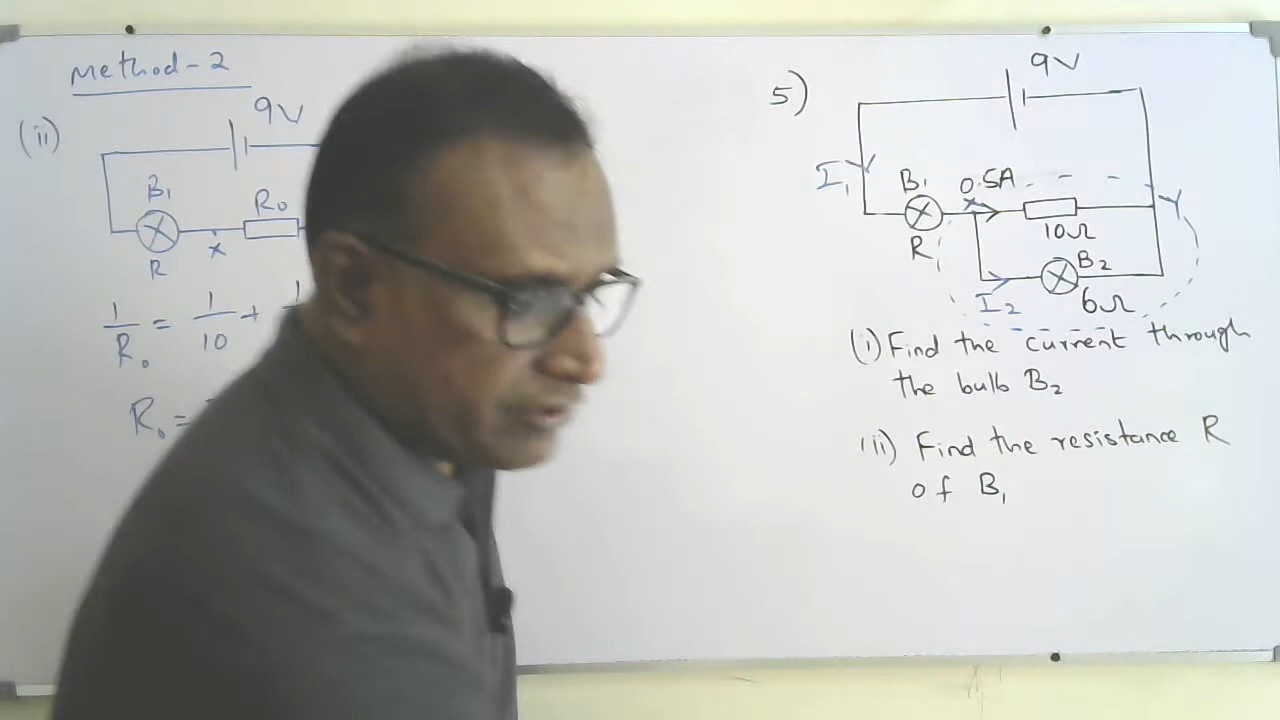 Method-2
(ii)
9V
B₁
R₀
R
x
1/R₀ = 1/10 + 1
R₀ =
5)
9V
I₁
B₁
0.5A
x
Y
R
10Ω
B₂
I₂
6Ω
(i) Find the current through
the bulb B₂
(ii) Find the resistance R
of B₁